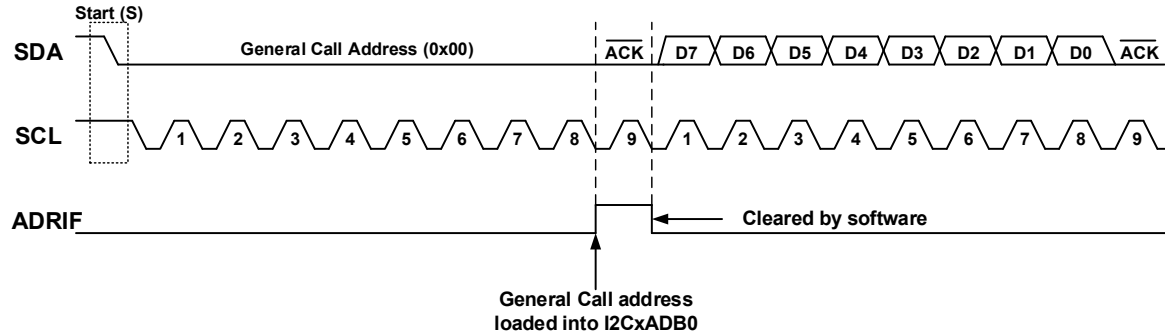 Start (S)
SDA General Call Address (0x00) ACK D7 D6 D5 D4 D3 D2 D1 D0 ACK
SCL 1 2 3 4 5 6 7 8 9 1 2 3 4 5 6 7 8 9
ADRIF Cleared by software
General Call address
loaded into I2CxADB0